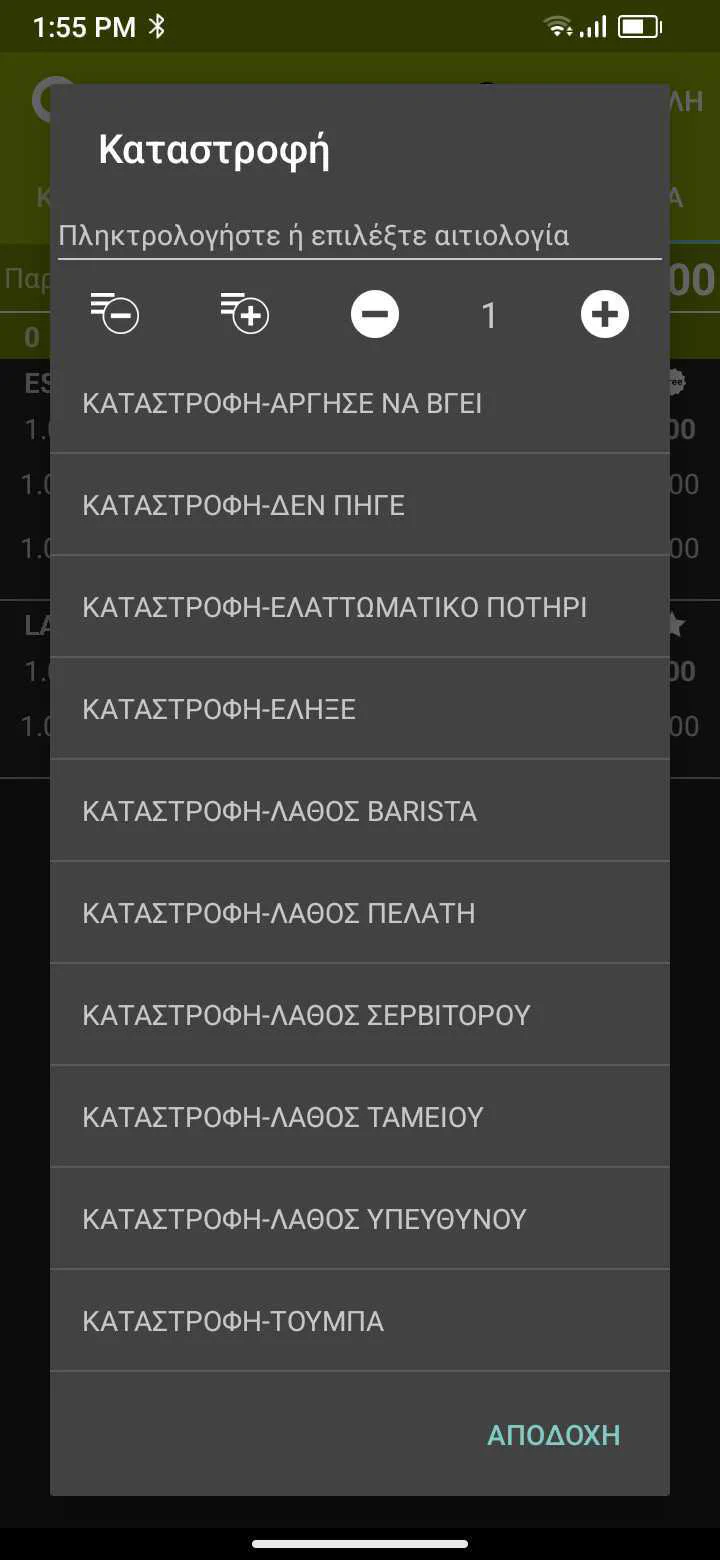 1:55 PM
Καταστροφή
Πληκτρολογήστε ή επιλέξτε αιτιολογία
1
0
ΚΑΤΑΣΤΡΟΦΗ-ΑΡΓΗΣΕ ΝΑ ΒΓΕΙ
ΚΑΤΑΣΤΡΟΦΗ-ΔΕΝ ΠΗΓΕ
ΚΑΤΑΣΤΡΟΦΗ-ΕΛΑΤΤΩΜΑΤΙΚΟ ΠΟΤΗΡΙ
ΚΑΤΑΣΤΡΟΦΗ-ΕΛΗΞΕ
ΚΑΤΑΣΤΡΟΦΗ-ΛΑΘΟΣ BARISTA
ΚΑΤΑΣΤΡΟΦΗ-ΛΑΘΟΣ ΠΕΛΑΤΗ
ΚΑΤΑΣΤΡΟΦΗ-ΛΑΘΟΣ ΣΕΡΒΙΤΟΡΟΥ
ΚΑΤΑΣΤΡΟΦΗ-ΛΑΘΟΣ ΤΑΜΕΙΟΥ
ΚΑΤΑΣΤΡΟΦΗ-ΛΑΘΟΣ ΥΠΕΥΘΥΝΟΥ
ΚΑΤΑΣΤΡΟΦΗ-ΤΟΥΜΠΑ
ΑΠΟΔΟΧΗ